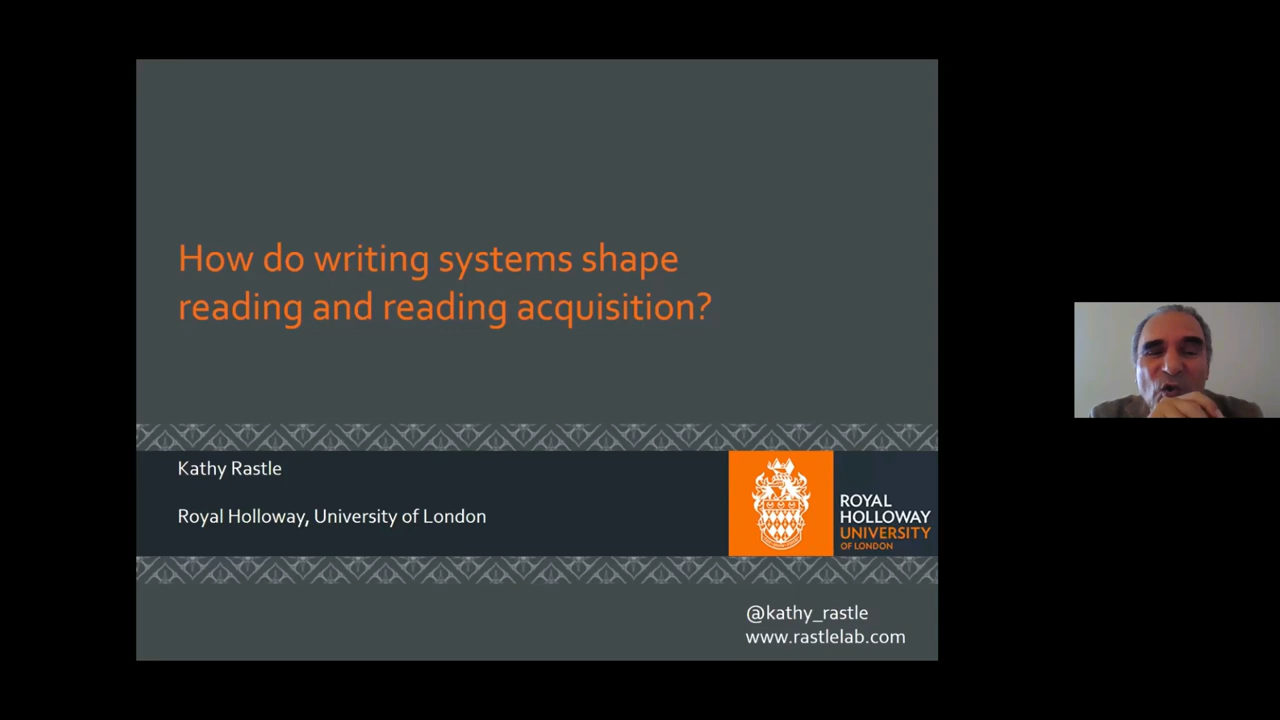 How do writing systems shape
reading and reading acquisition?
Kathy Rastle
Royal Holloway, University of London
ROYAL
HOLLOWAY
UNIVERSITY
OF LONDON
@kathy_rastle
www.rastlelab.com